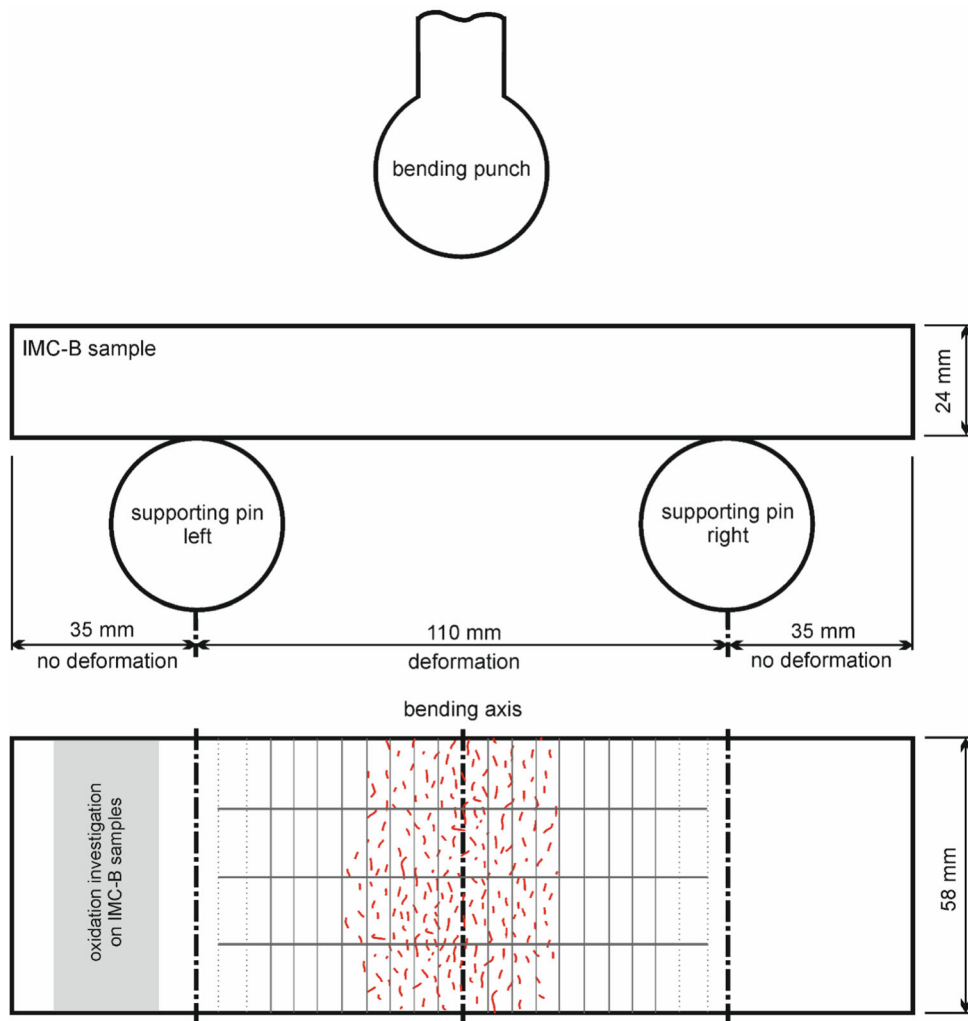 bending punch
IMC-B sample
24 mm
supporting pin
left
supporting pin
right
35 mm
no deformation
110 mm
deformation
35 mm
no deformation
bending axis
oxidation investigation
on IMC-B samples
58 mm